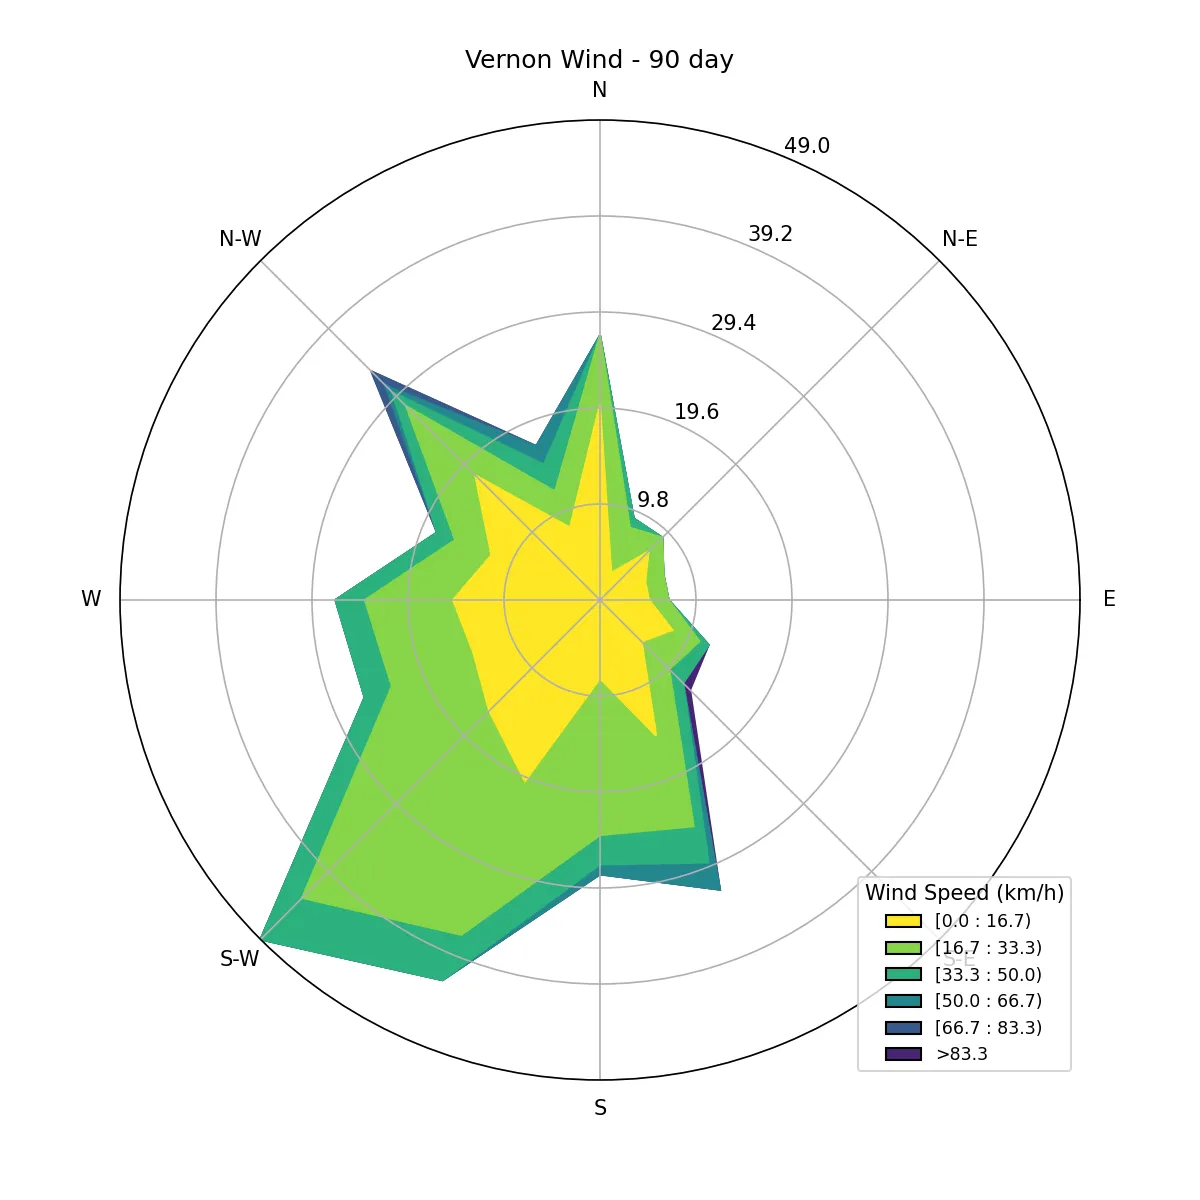 Vernon Wind - 90 day
N
49.0
39.2
N-W
N-E
29.4
19.6
9.8
W
E
Wind Speed (km/h)
[0.0 : 16.7)
[16.7 : 33.3)
S-W
S-E
[33.3 : 50.0)
[50.0 : 66.7)
[66.7 : 83.3)
>83.3
S